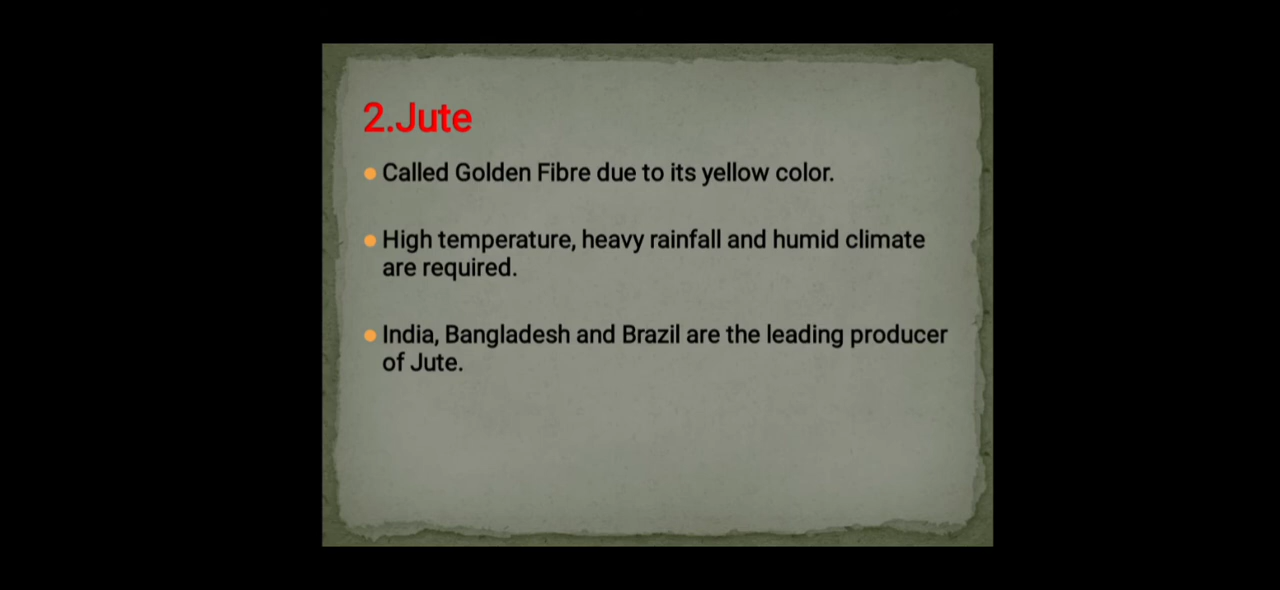 2.Jute
Called Golden Fibre due to its yellow color.
High temperature, heavy rainfall and humid climate
are required.
India, Bangladesh and Brazil are the leading producer
of Jute.